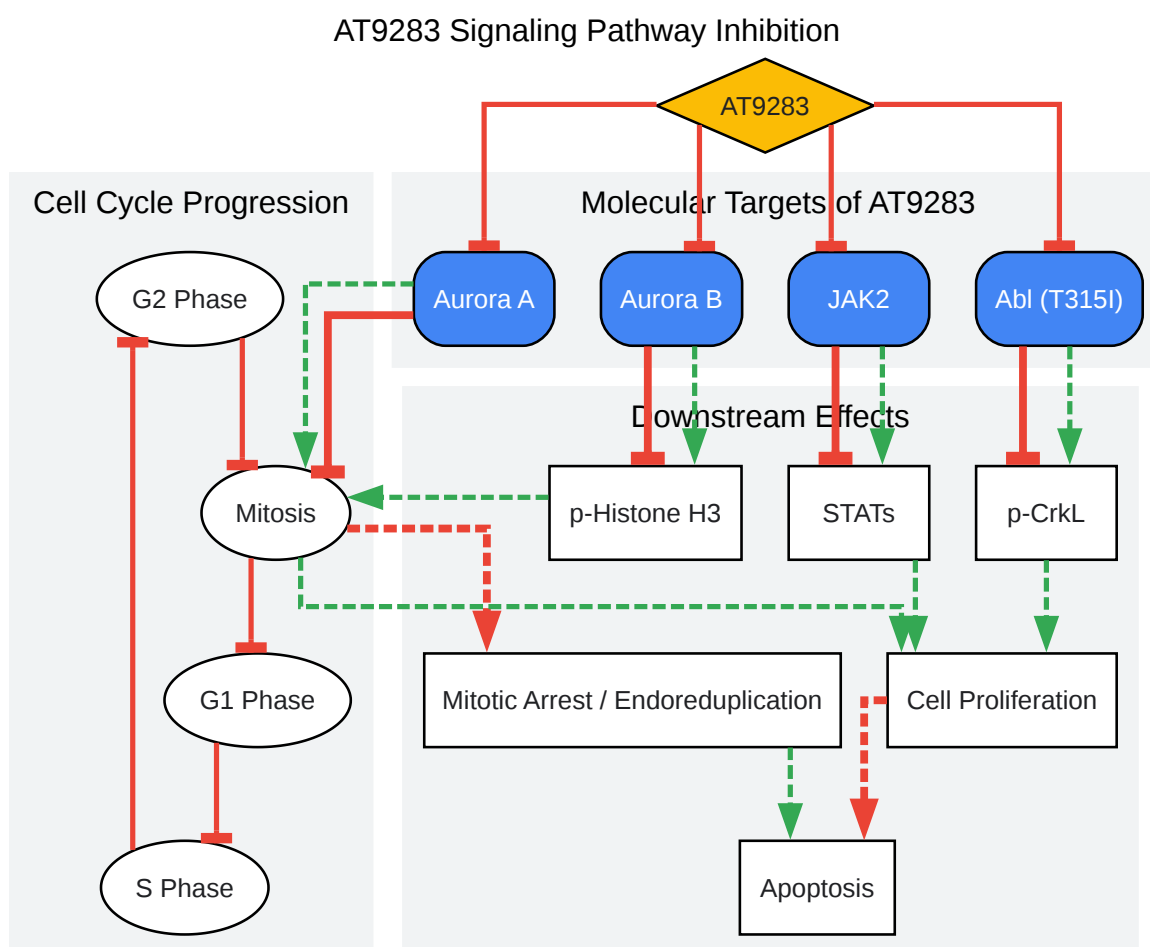 AT9283 Signaling Pathway Inhibition
AT9283
Cell Cycle Progression
Molecular Targets of AT9283
G2 Phase
Aurora A
Aurora B
JAK2
Abl (T315I)
Downstream Effects
Mitosis
p-Histone H3
STATs
p-CrkL
G1 Phase
Mitotic Arrest / Endoreduplication
Cell Proliferation
S Phase
Apoptosis